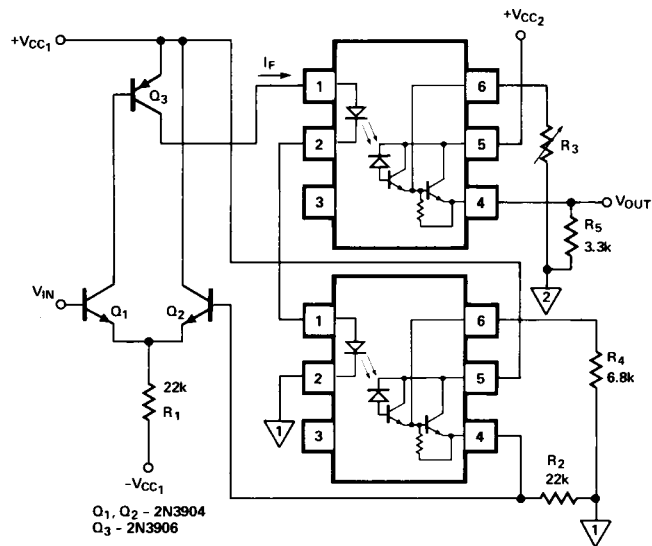 +VCC1
+VCC2
IF
Q3
1
6
2
5
R3
3
4
VOUT
R5
3.3k
2
VIN
Q1
Q2
1
6
R4
6.8k
2
5
22k
R1
1
3
4
R2
22k
–VCC1
1
Q1, Q2 – 2N3904
Q3 - 2N3906